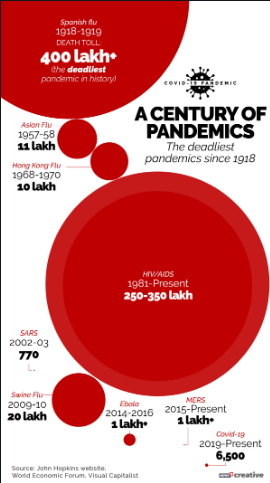 Spanish flu
1918-1919
DEATH TOLL:
400 lakh+
(the deadliest
pandemic in history)
COVID-19 PANDEMIC
A CENTURY OF
PANDEMICS
The deadliest
pandemics since 1918
Asian Flu
1957-58
11 lakh
Hong Kong Flu
1968-1970
10 lakh
HIV/AIDS
1981-Present
250-350 lakh
SARS
2002-03
770
Swine Flu
2009-10
20 lakh
Ebola
2014-2016
1 lakh+
MERS
2015-Present
1 lakh+
Covid-19
2019-Present
6,500
Source: John Hopkins website,
World Economic Forum, Visual Capitalist
creative